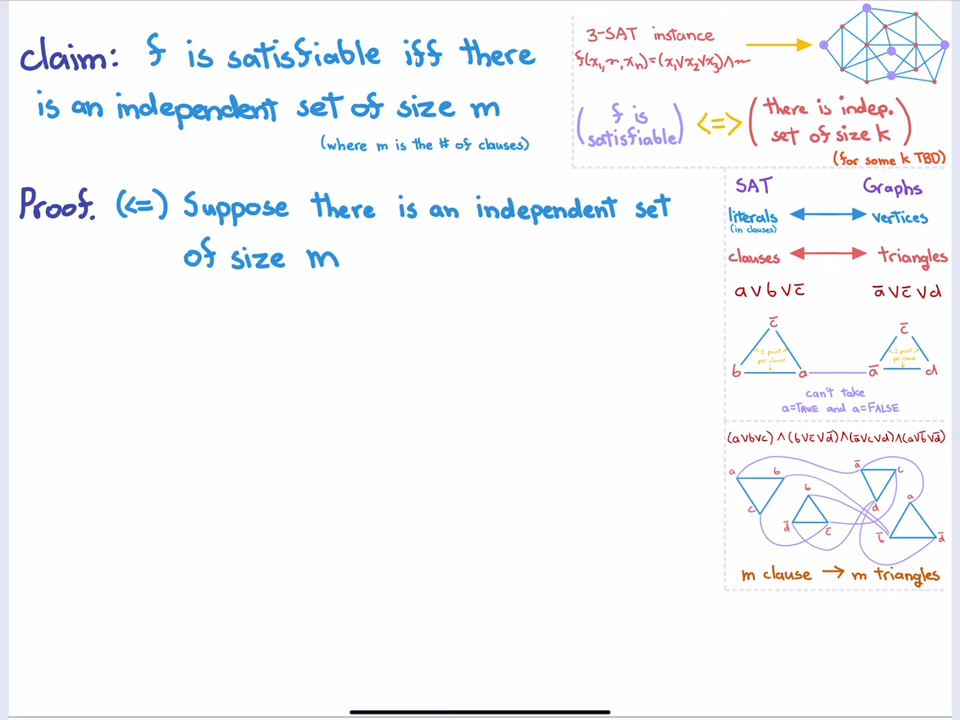 Claim: f is satisfiable iff there
is an independent set of size m
(where m is the # of clauses)
Proof. (<=) Suppose there is an independent set
of size m
3-SAT instance
f(x₁,~,x_n)=(x₁∨x₂∨x₃)∧~
(f is satisfiable) <=> (there is indep. set of size k)
(for some k TBD)
SAT Graphs
literals vertices
(in clauses)
clauses triangles
a∨b∨c̄ ā∨c̄∨d
c̄ c̄
b a ā d
can't take
a=TRUE and a=FALSE
(a∨b∨c)∧(b∨c̄∨d̄)∧(ā∨c∨d)∧(a∨b̄∨d̄)
a b ā c
b a
c d
d̄ c̄ b̄ d̄
m clause → m triangles